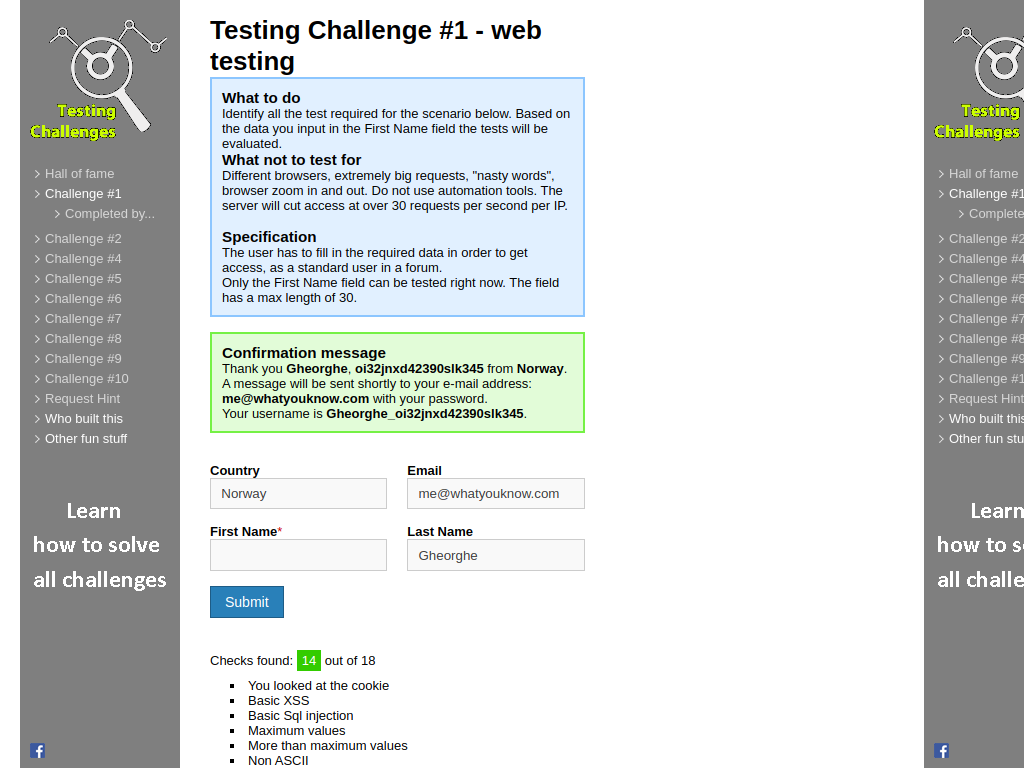 Testing
Challenges
Hall of fame
Challenge #1
Completed by...
Challenge #2
Challenge #4
Challenge #5
Challenge #6
Challenge #7
Challenge #8
Challenge #9
Challenge #10
Request Hint
Who built this
Other fun stuff
Learn
how to solve
all challenges
Testing Challenge #1 - web
testing
What to do
Identify all the test required for the scenario below. Based on
the data you input in the First Name field the tests will be
evaluated.
What not to test for
Different browsers, extremely big requests, "nasty words",
browser zoom in and out. Do not use automation tools. The
server will cut access at over 30 requests per second per IP.
Specification
The user has to fill in the required data in order to get
access, as a standard user in a forum.
Only the First Name field can be tested right now. The field
has a max length of 30.
Confirmation message
Thank you Gheorghe, oi32jnxd42390slk345 from Norway.
A message will be sent shortly to your e-mail address:
me@whatyouknow.com with your password.
Your username is Gheorghe_oi32jnxd42390slk345.
Country Email
Norway me@whatyouknow.com
First Name* Last Name
Gheorghe
Submit
Checks found: 14 out of 18
You looked at the cookie
Basic XSS
Basic Sql injection
Maximum values
More than maximum values
Non ASCII
Testing
Challenges
Hall of fame
Challenge #1
Complete
Challenge #2
Challenge #4
Challenge #5
Challenge #6
Challenge #7
Challenge #8
Challenge #9
Challenge #1
Request Hint
Who built this
Other fun stu
Learn
how to s
all challe